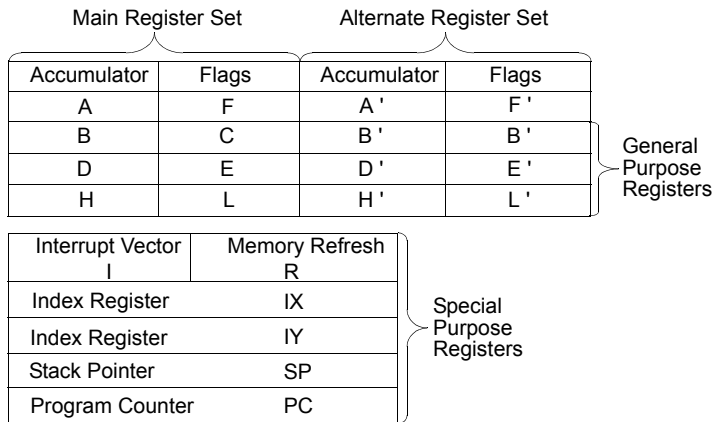 Main Register Set Alternate Register Set
Accumulator Flags Accumulator Flags
A F A ' F '
B C B ' B '
D E D ' E '
H L H ' L '
General
Purpose
Registers
Interrupt Vector Memory Refresh
I R
Index Register IX
Index Register IY
Stack Pointer SP
Program Counter PC
Special
Purpose
Registers